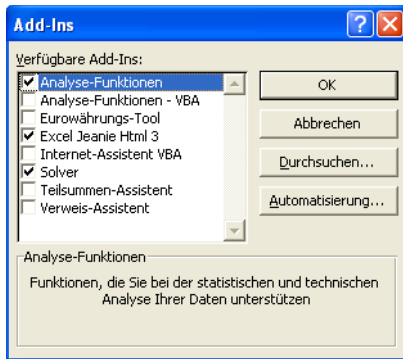 Add-Ins
Verfügbare Add-Ins:
Analyse-Funktionen
Analyse-Funktionen - VBA
Eurowährungs-Tool
Excel Jeanie Html 3
Internet-Assistent VBA
Solver
Teilsummen-Assistent
Verweis-Assistent
OK
Abbrechen
Durchsuchen...
Automatisierung...
Analyse-Funktionen
Funktionen, die Sie bei der statistischen und technischen
Analyse Ihrer Daten unterstützen